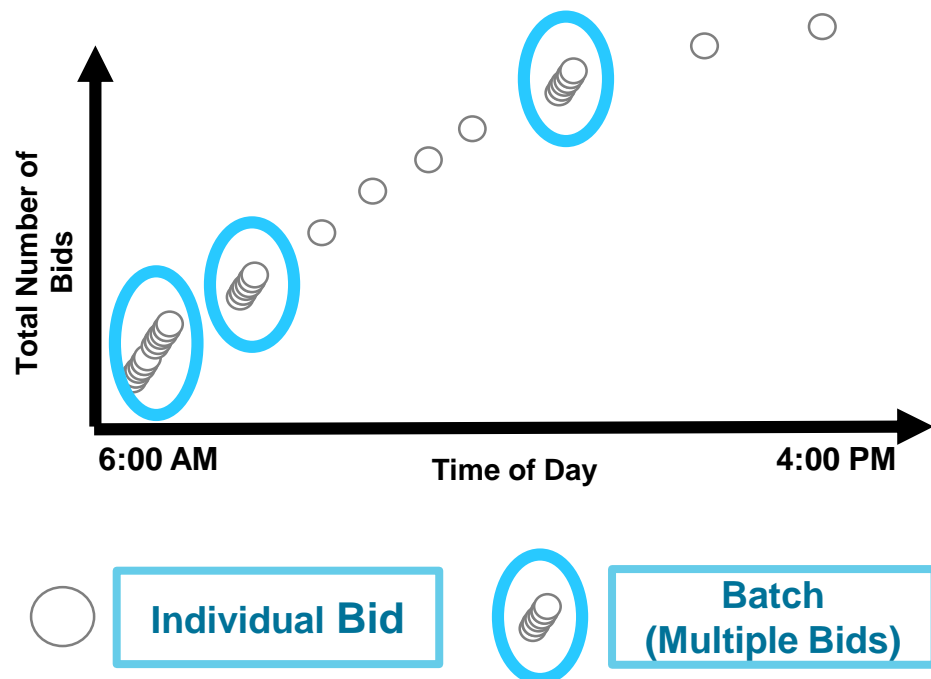 Total Number of
Bids
6:00 AM
Time of Day
4:00 PM
Individual Bid
Batch
(Multiple Bids)